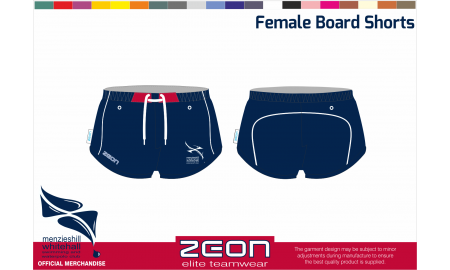 Female Board Shorts
ZEON
menzieshill
whitehall
OFFICIAL MERCHANDISE
ZEON
elite teamwear
The garment design may be subject to minor
adjustments during manufacture to ensure
the best quality product is supplied.